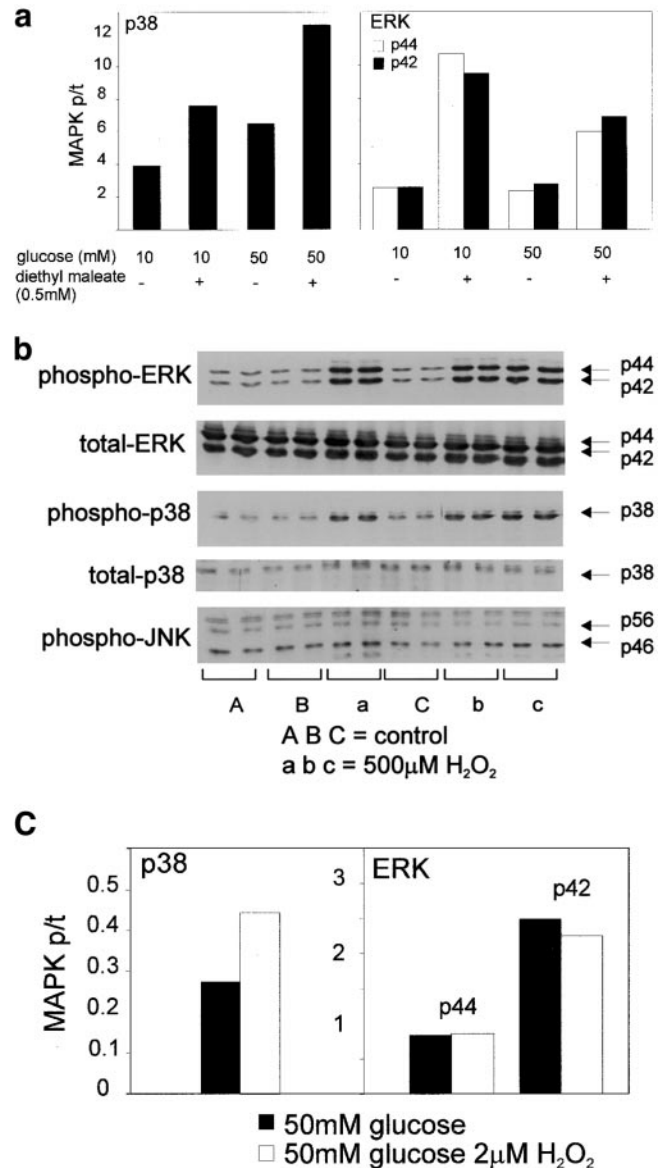 a
p38
ERK
p44
p42
MAPK p/t
12
10
8
6
4
2
glucose (mM) 10 10 50 50 10 10 50 50
diethyl maleate - + - + - + - +
(0.5mM)
b
phospho-ERK
p44
p42
total-ERK
p44
p42
phospho-p38
p38
total-p38
p38
phospho-JNK
p56
p46
A B a C b c
A B C = control
a b c = 500μM H₂O₂
C
p38
ERK
MAPK p/t
0.5
0.4
0.3
0.2
0.1
0
3
2
1
p44
p42
50mM glucose
50mM glucose 2μM H₂O₂